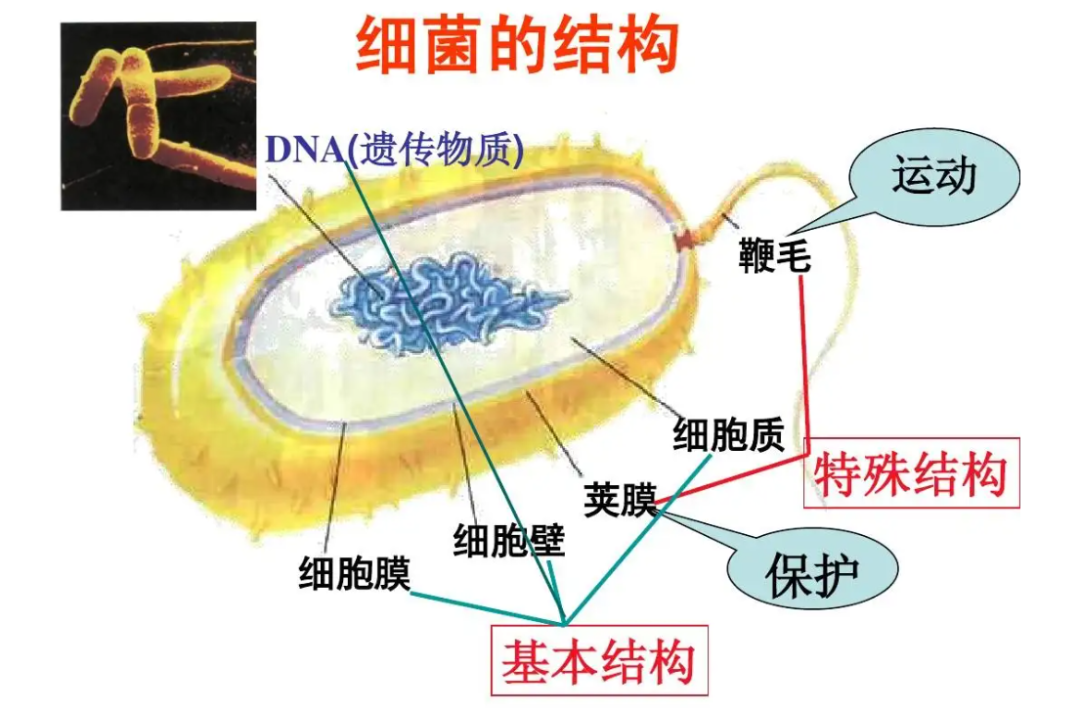 细菌的结构
DNA(遗传物质)
运动
鞭毛
细胞质
特殊结构
荚膜
细胞壁
保护
细胞膜
基本结构